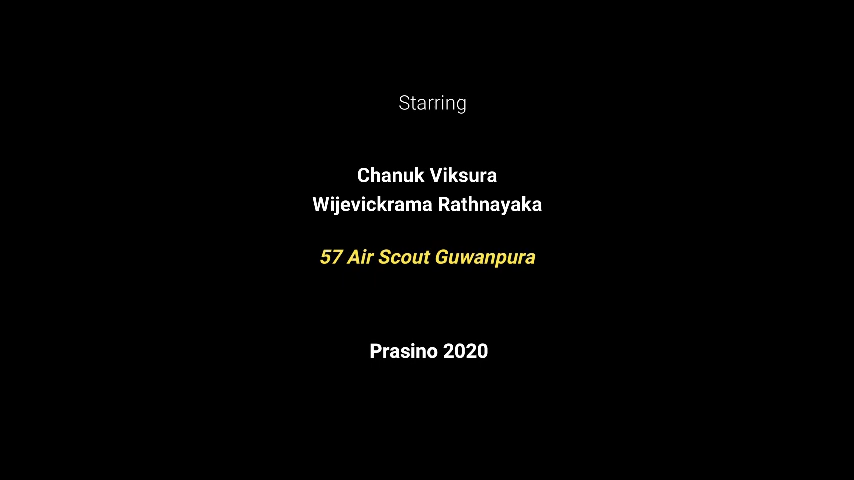 Starring
Chanuk Viksura
Wijevickrama Rathnayaka
57 Air Scout Guwanpura
Prasino 2020